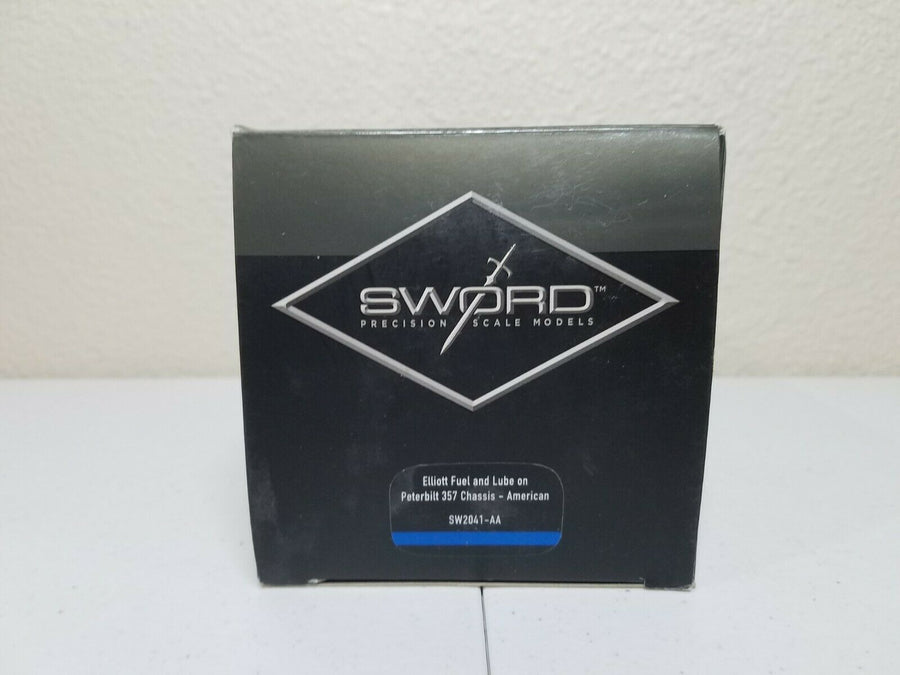 SWORD™
PRECISION SCALE MODELS
Elliott Fuel and Lube on
Peterbilt 357 Chassis - American
SW2041-AA